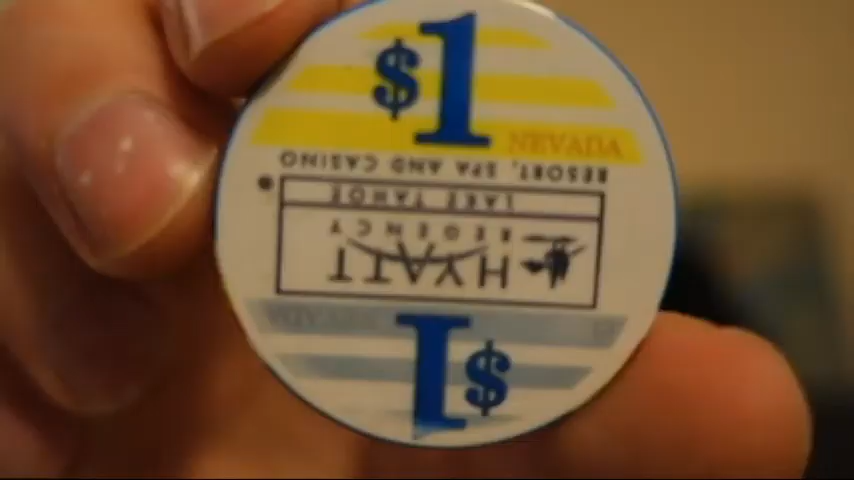 $1
NEVADA
$1
HYATT
REGENCY
LAKE TAHOE
RESORT, SPA AND CASINO